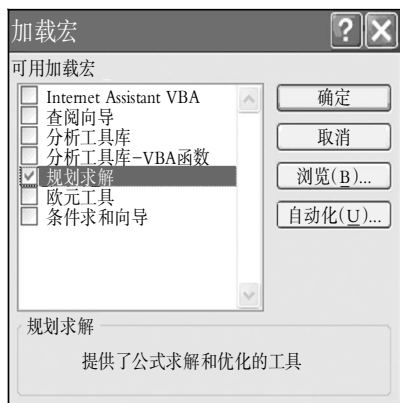 加载宏
可用加载宏
Internet Assistant VBA
查阅向导
分析工具库
分析工具库-VBA函数
规划求解
欧元工具
条件求和向导
确定
取消
浏览(B)...
自动化(U)...
规划求解
提供了公式求解和优化的工具